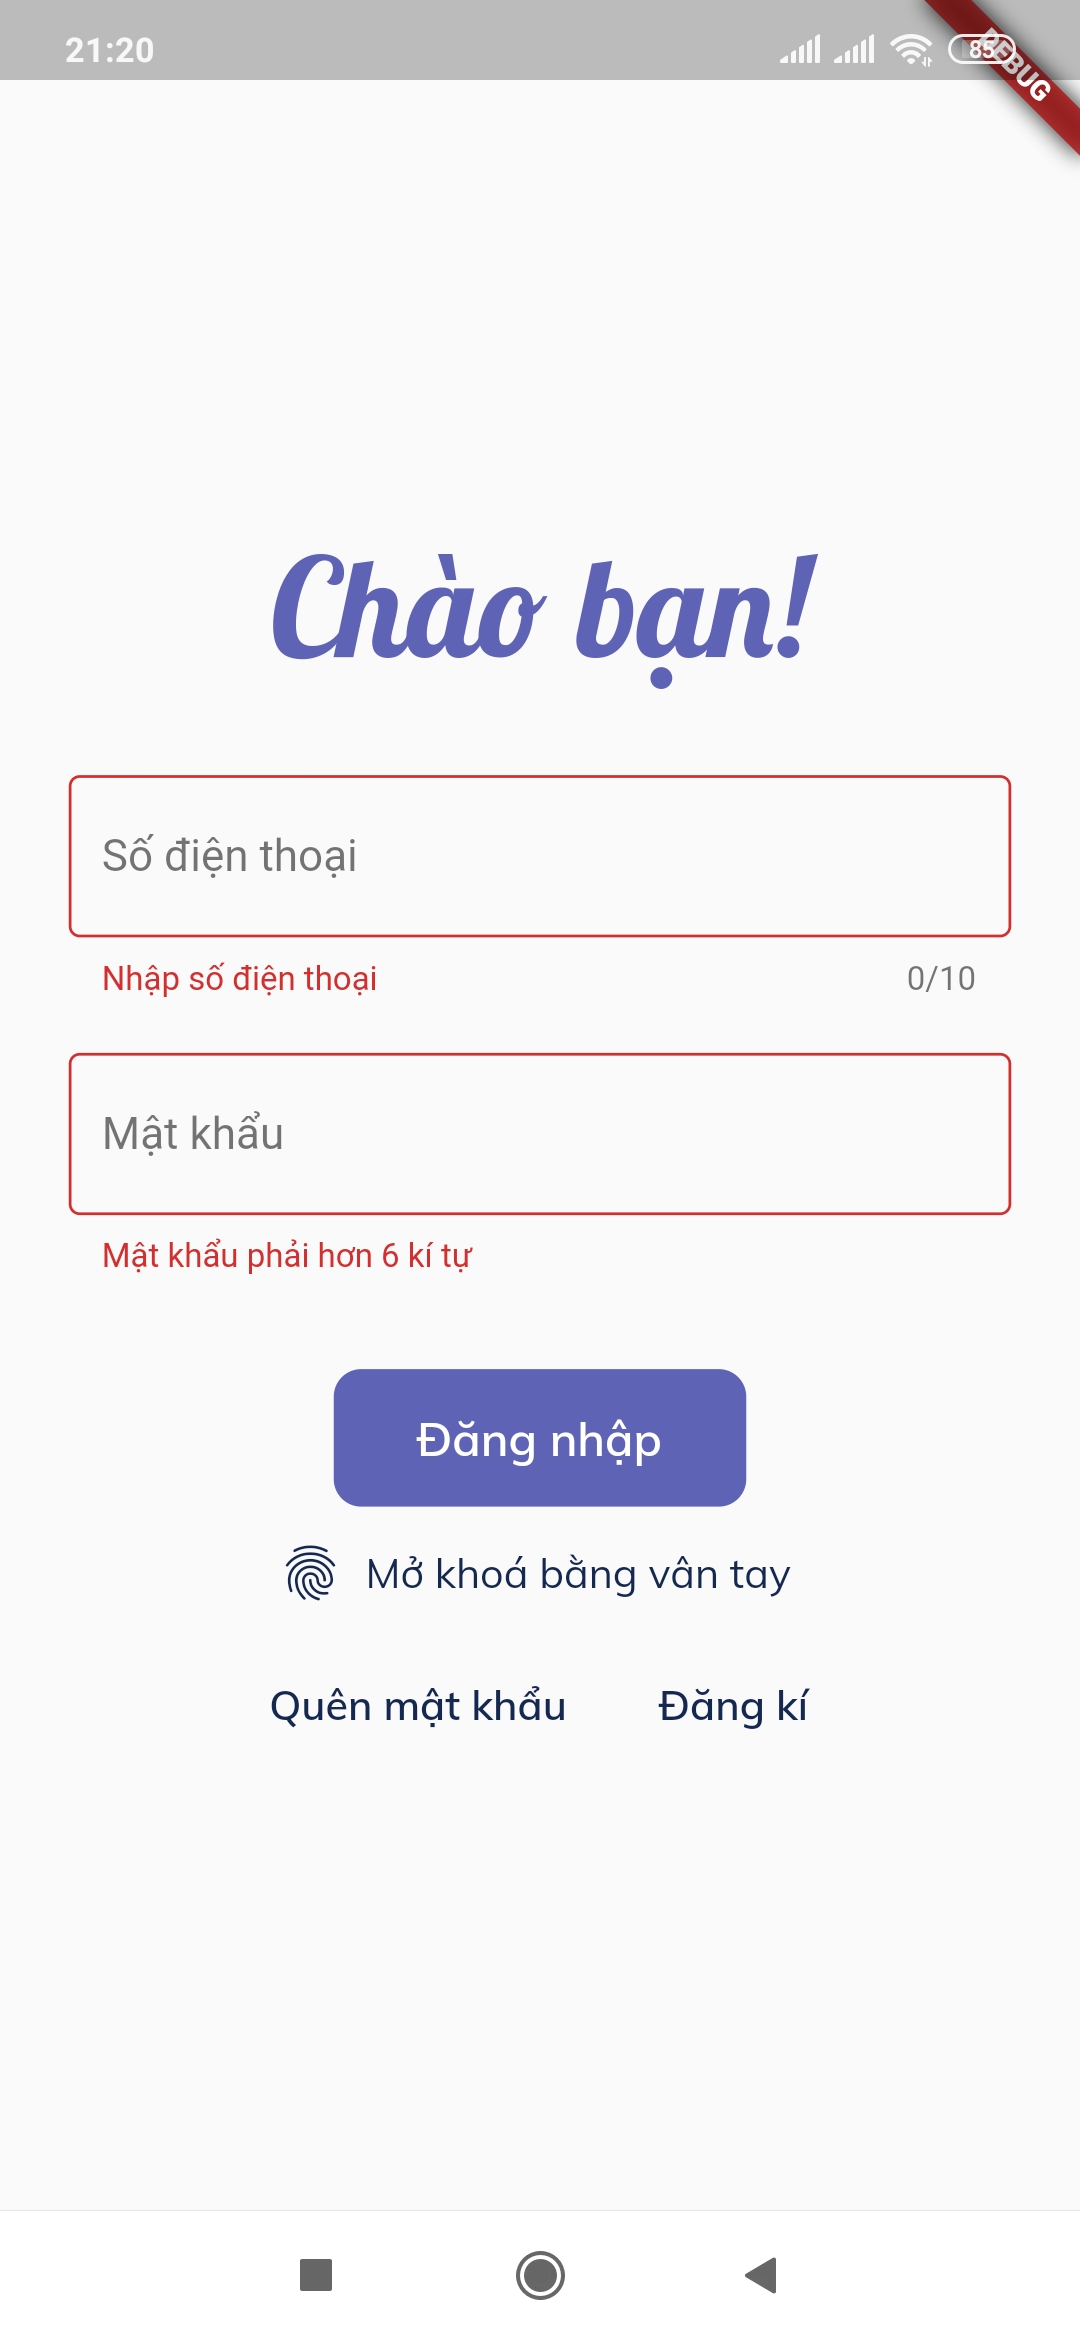 21:20
85
DEBUG
Chào bạn!
Số điện thoại
Nhập số điện thoại 0/10
Mật khẩu
Mật khẩu phải hơn 6 kí tự
Đăng nhập
Mở khoá bằng vân tay
Quên mật khẩu Đăng kí